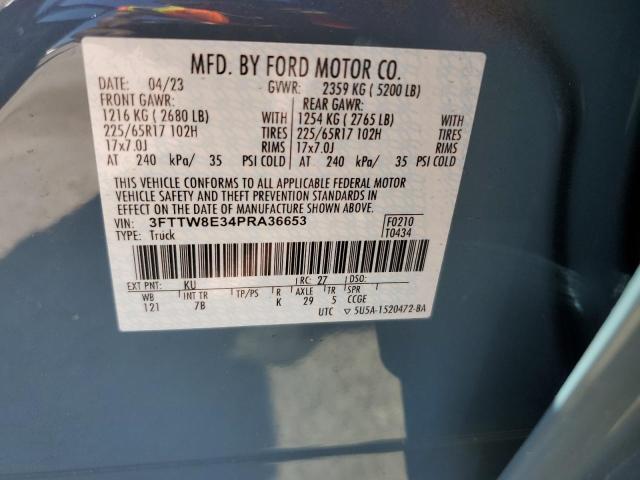 MFD. BY FORD MOTOR CO.
DATE: 04/23 GVWR: 2359 KG ( 5200 LB)
FRONT GAWR: REAR GAWR:
1216 KG ( 2680 LB) WITH 1254 KG ( 2765 LB) WITH
225/65R17 102H TIRES 225/65R17 102H TIRES
17x7.0J RIMS 17x7.0J RIMS
AT 240 kPa/ 35 PSI COLD AT 240 kPa/ 35 PSI COLD
THIS VEHICLE CONFORMS TO ALL APPLICABLE FEDERAL MOTOR
VEHICLE SAFETY AND THEFT PREVENTION STANDARDS IN
EFFECT ON THE DATE OF MANUFACTURE SHOWN ABOVE.
VIN: 3FTTW8E34PRA36653 F0210
TYPE: Truck T0434
EXT PNT: KU RC: 27 DSO:
WB INT TR TP/PS R AXLE TR SPR
121 7B K 29 5 CCGE
UTC ▽ 5U5A-1520472-BA